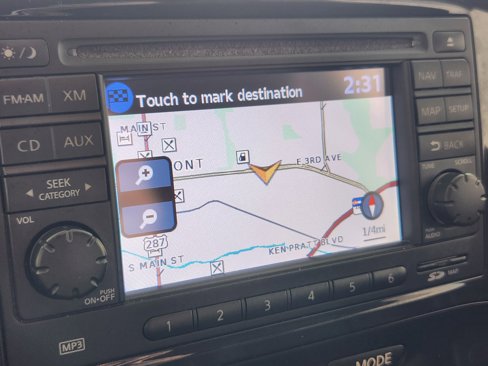 FM•AM
XM
CD
AUX
SEEK
CATEGORY
VOL
PUSH
ON•OFF
MP3
Touch to mark destination
2:31
MAIN ST
ONT
E 3RD AVE
287
S MAIN ST
KEN PRATT BLVD
1/4mi
1
2
3
4
5
6
MODE
NAV
TRAF
MAP
SETUP
BACK
TUNE
SCROLL
PUSH
AUDIO
SD
MAP